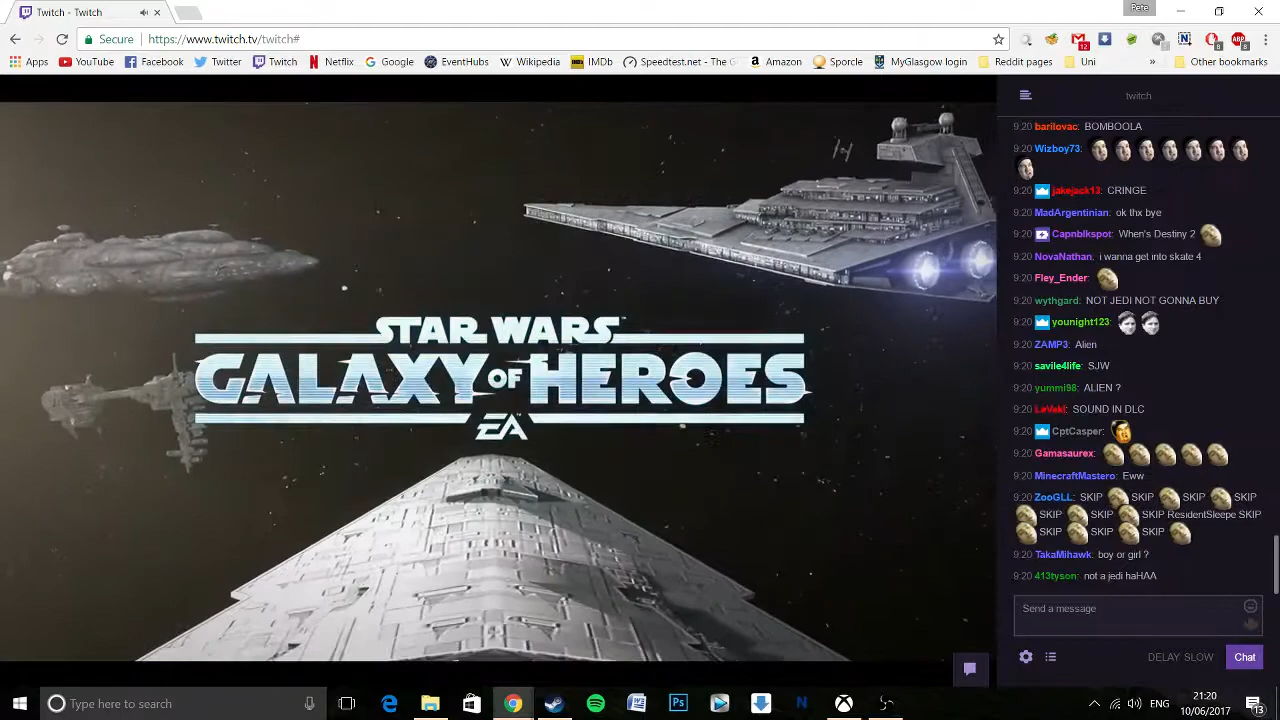 Twitch - Twitch
Pete
Secure
https://www.twitch.tv/twitch#
12
8
8
Apps
YouTube
Facebook
Twitter
Twitch
Netflix
Google
EventHubs
Wikipedia
IMDb
Speedtest.net - The G
Amazon
Sporcle
MyGlasgow login
Reddit pages
Uni
Other bookmarks
STAR WARS™
GALAXY OF HEROES
EA
twitch
9:20 barilovac: BOMBOOLA
9:20 Wizboy73:
9:20 jakejack13: CRINGE
9:20 MadArgentinian: ok thx bye
9:20 Capnblkspot: When's Destiny 2
9:20 NovaNathan: i wanna get into skate 4
9:20 Fley_Ender:
9:20 wythgard: NOT JEDI NOT GONNA BUY
9:20 younight123:
9:20 ZAMP3: Alien
9:20 savile4life: SJW
9:20 yummi98: ALIEN ?
9:20 LeVeki: SOUND IN DLC
9:20 CptCasper:
9:20 Gamasaurex:
9:20 MinecraftMastero: Eww
9:20 ZooGLL: SKIP SKIP SKIP SKIP
SKIP SKIP SKIP ResidentSleepe SKIP
SKIP SKIP SKIP
9:20 TakaMihawk: boy or girl ?
9:20 413tyson: not a jedi haHAA
Send a message
DELAY SLOW
Chat
Type here to search
ENG
21:20
10/06/2017
13